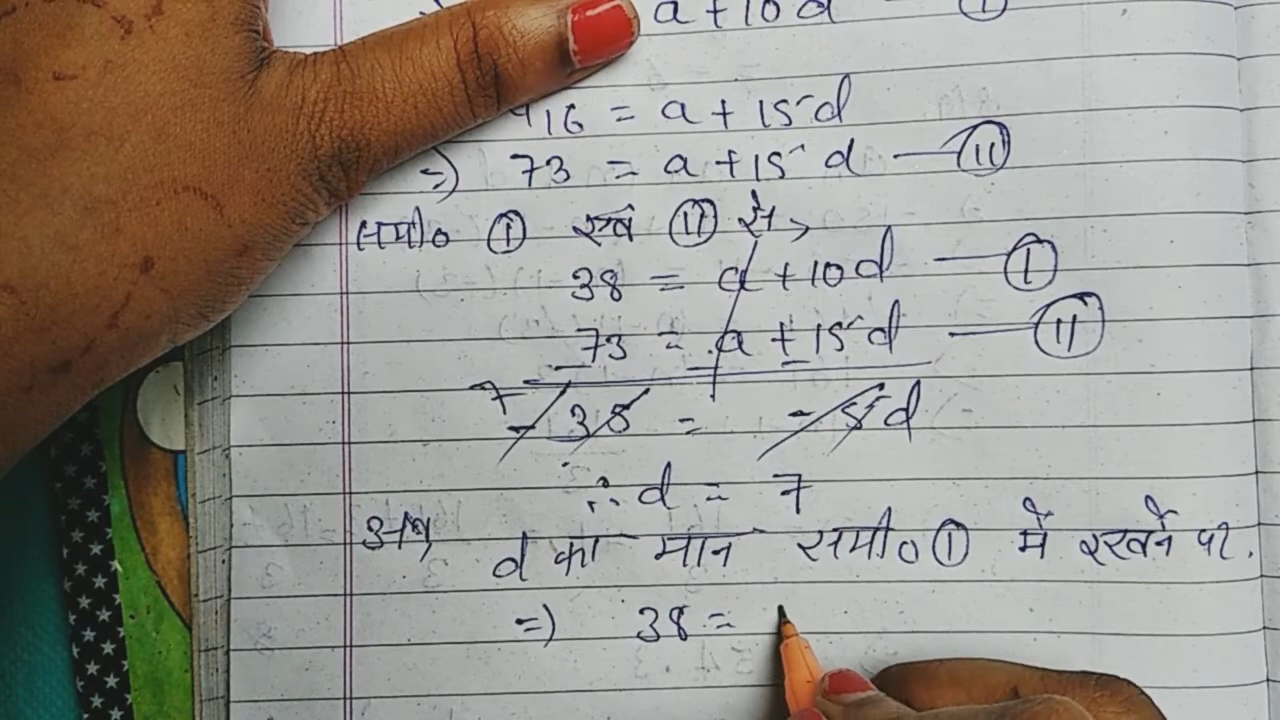 a + 10d — I
a16 = a + 15d
=) 73 = a + 15d — II
समी० I एवं II से,
38 = a + 10d — I
73 = a + 15d — II
7
- 35 = - 5d
∴ d = 7
अब, d का मान समी० I में रखने पर.
=) 38 =